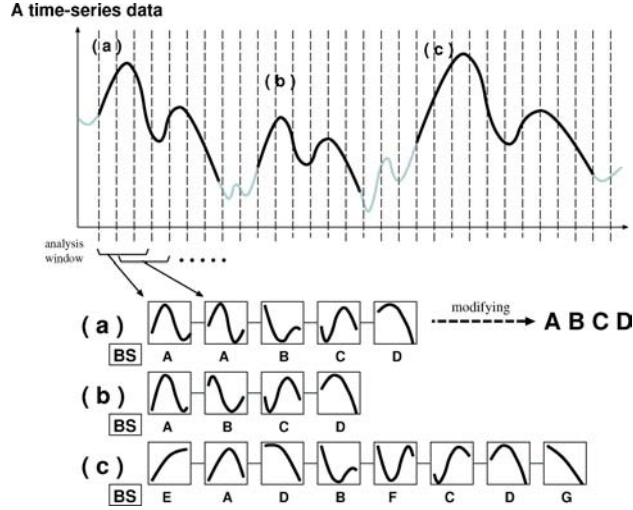 A time-series data
(a)
(b)
(c)
analysis
window
(a)
modifying
A B C D
BS A A B C D
(b)
BS A B C D
(c)
BS E A D B F C D G